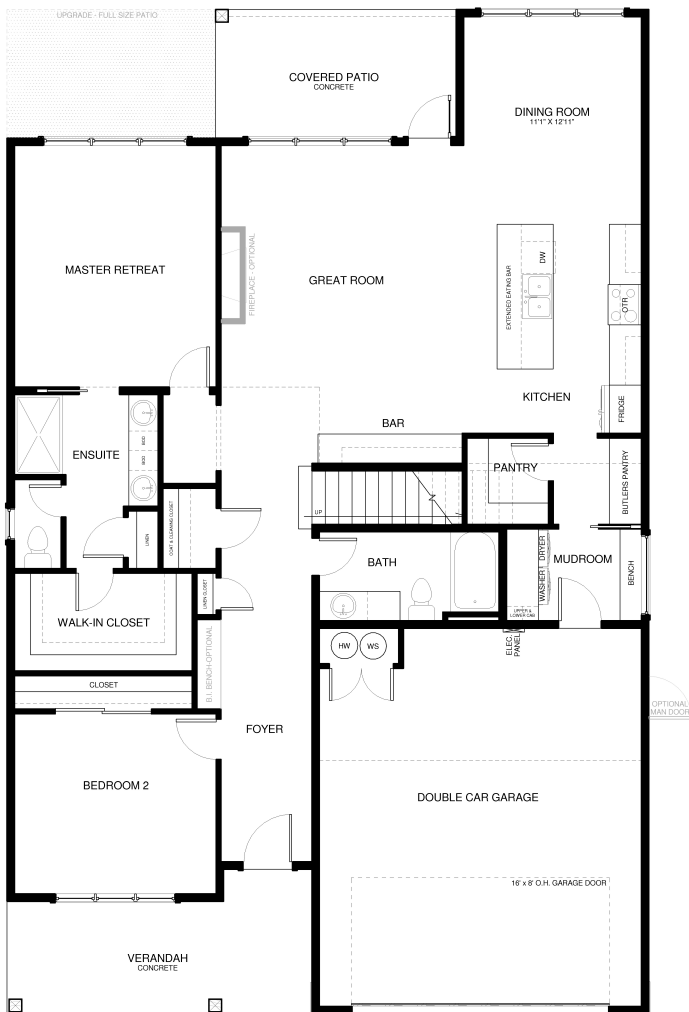 UPGRADE - FULL SIZE PATIO
COVERED PATIO
CONCRETE
DINING ROOM
11'1" X 12'11"
MASTER RETREAT
FIREPLACE - OPTIONAL
GREAT ROOM
EXTENDED EATING BAR
DW
OTR
KITCHEN
FRIDGE
BAR
ENSUITE
BOD
BOD
PANTRY
BUTLERS PANTRY
UP
COAT & CLEANING CLOSET
LINEN
BATH
WASHER
DRYER
MUDROOM
BENCH
WALK-IN CLOSET
LINEN CLOSET
UPPER &
LOWER CAB
B.I. BENCH-OPTIONAL
HW
WS
ELEC.
PANEL
CLOSET
OPTIONAL
MAN DOOR
FOYER
BEDROOM 2
DOUBLE CAR GARAGE
16' x 8' O.H. GARAGE DOOR
VERANDAH
CONCRETE